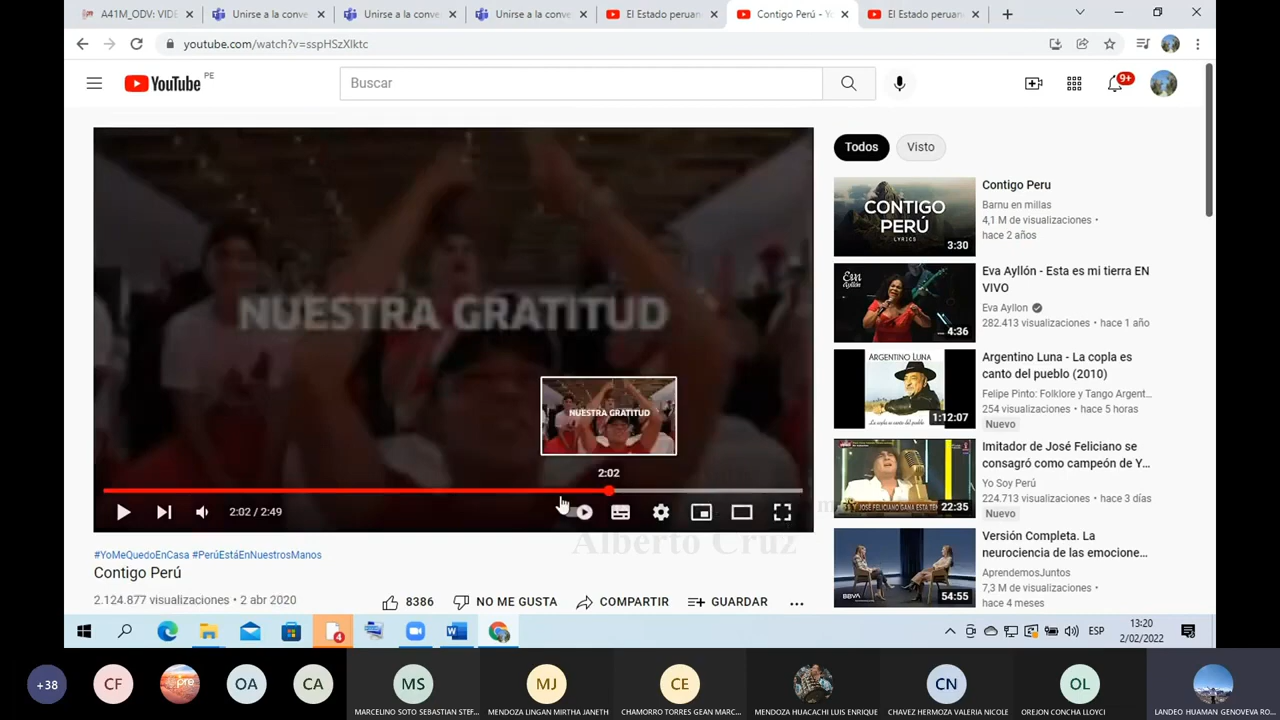 A41M_ODV: VIDE
Unirse a la conve
Unirse a la conve
Unirse a la conve
El Estado peruan
Contigo Perú - Yo
El Estado peruan
youtube.com/watch?v=sspHSzXIktc
YouTube PE
Buscar
9+
NUESTRA GRATITUD
NUESTRA GRATITUD
2:02
2:02 / 2:49
Alberto Cruz
#YoMeQuedoEnCasa #PerúEstáEnNuestrosManos
Contigo Perú
2.124.877 visualizaciones • 2 abr 2020
8386
NO ME GUSTA
COMPARTIR
GUARDAR
Todos
Visto
CONTIGO PERÚ
LYRICS
3:30
Contigo Peru
Barnu en millas
4,1 M de visualizaciones •
hace 2 años
Eva Ayllón
4:36
Eva Ayllón - Esta es mi tierra EN
VIVO
Eva Ayllon
282.413 visualizaciones • hace 1 año
ARGENTINO LUNA
1:12:07
Argentino Luna - La copla es
canto del pueblo (2010)
Felipe Pinto: Folklore y Tango Argent...
254 visualizaciones • hace 5 horas
Nuevo
22:35
Imitador de José Feliciano se
consagró como campeón de Y...
Yo Soy Perú
224.713 visualizaciones • hace 3 días
Nuevo
BBVA
54:55
Versión Completa. La
neurociencia de las emocione...
AprendemosJuntos
7,3 M de visualizaciones •
hace 4 meses
4
ESP
13:20
2/02/2022
+38
CF
OA
CA
MS
MARCELINO SOTO SEBASTIAN STEF...
MJ
MENDOZA LINGAN MIRTHA JANETH
CE
CHAMORRO TORRES GEAN MARC...
MENDOZA HUACACHI LUIS ENRIQUE
CN
CHAVEZ HERMOZA VALERIA NICOLE
OL
OREJON CONCHA LLOYCI
LANDEO HUAMAN GENOVEVA RO...